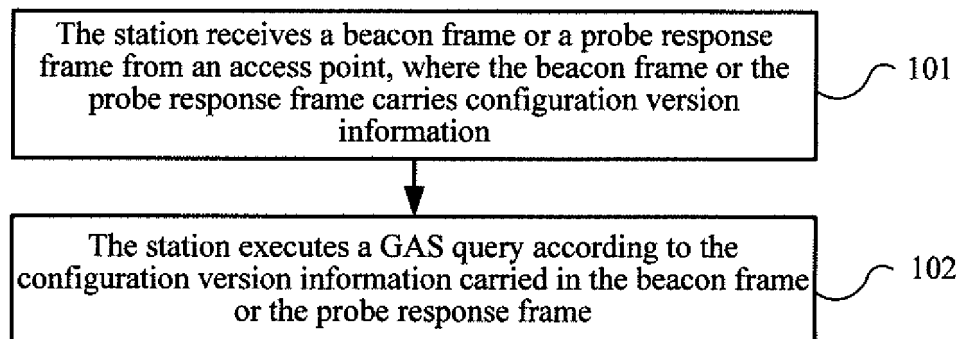 The station receives a beacon frame or a probe response
frame from an access point, where the beacon frame or the
probe response frame carries configuration version
information
101
The station executes a GAS query according to the
configuration version information carried in the beacon frame
or the probe response frame
102